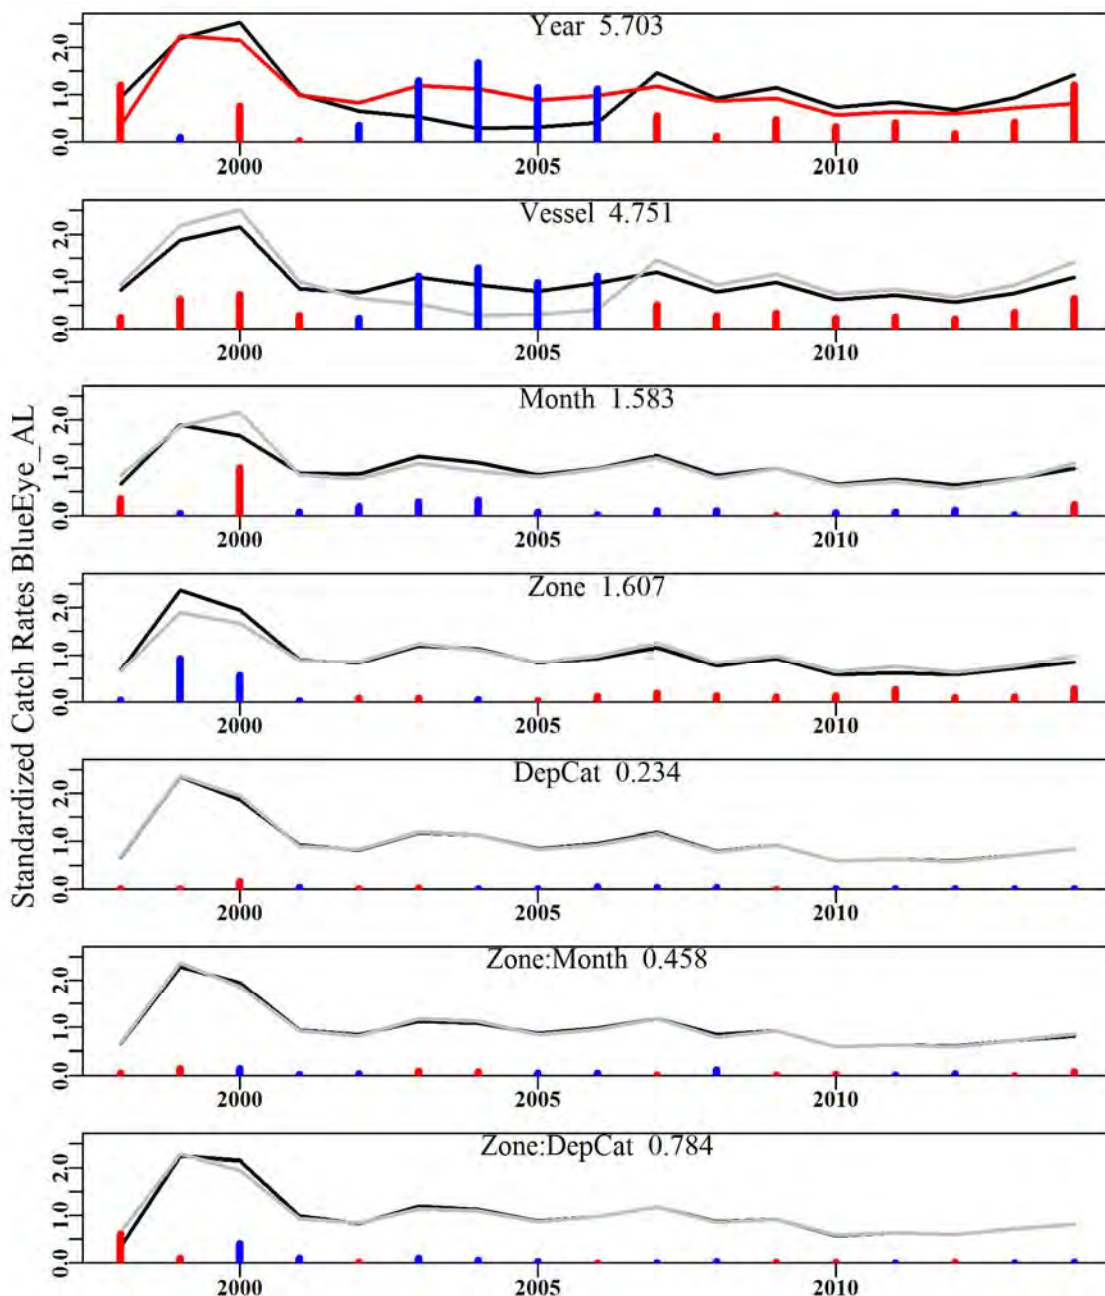 Standardized Catch Rates BlueEye_AL
Year 5.703
0.0 1.0 2.0
2000 2005 2010
Vessel 4.751
0.0 1.0 2.0
2000 2005 2010
Month 1.583
0.0 1.0 2.0
2000 2005 2010
Zone 1.607
0.0 1.0 2.0
2000 2005 2010
DepCat 0.234
0.0 1.0 2.0
2000 2005 2010
Zone:Month 0.458
0.0 1.0 2.0
2000 2005 2010
Zone:DepCat 0.784
0.0 1.0 2.0
2000 2005 2010